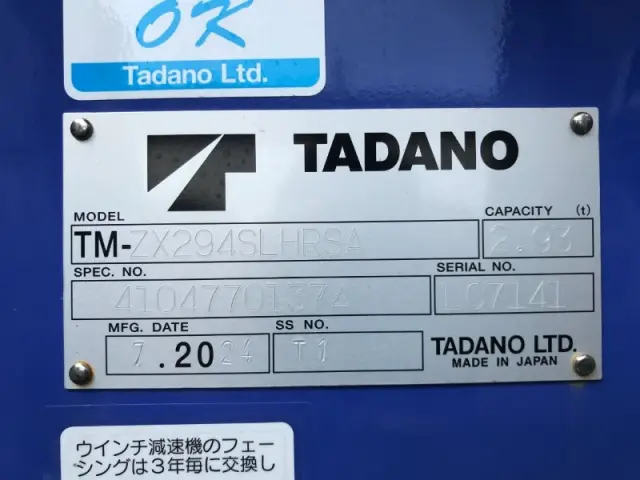 OK
Tadano Ltd.
TADANO
MODEL
CAPACITY (t)
TM-ZX294SLHRSA
2.93
SPEC. NO.
SERIAL NO.
4104770137A
LC7141
MFG. DATE
SS NO.
7.2024
T1
TADANO LTD.
MADE IN JAPAN
ウインチ減速機のフェー
シングは3年毎に交換し